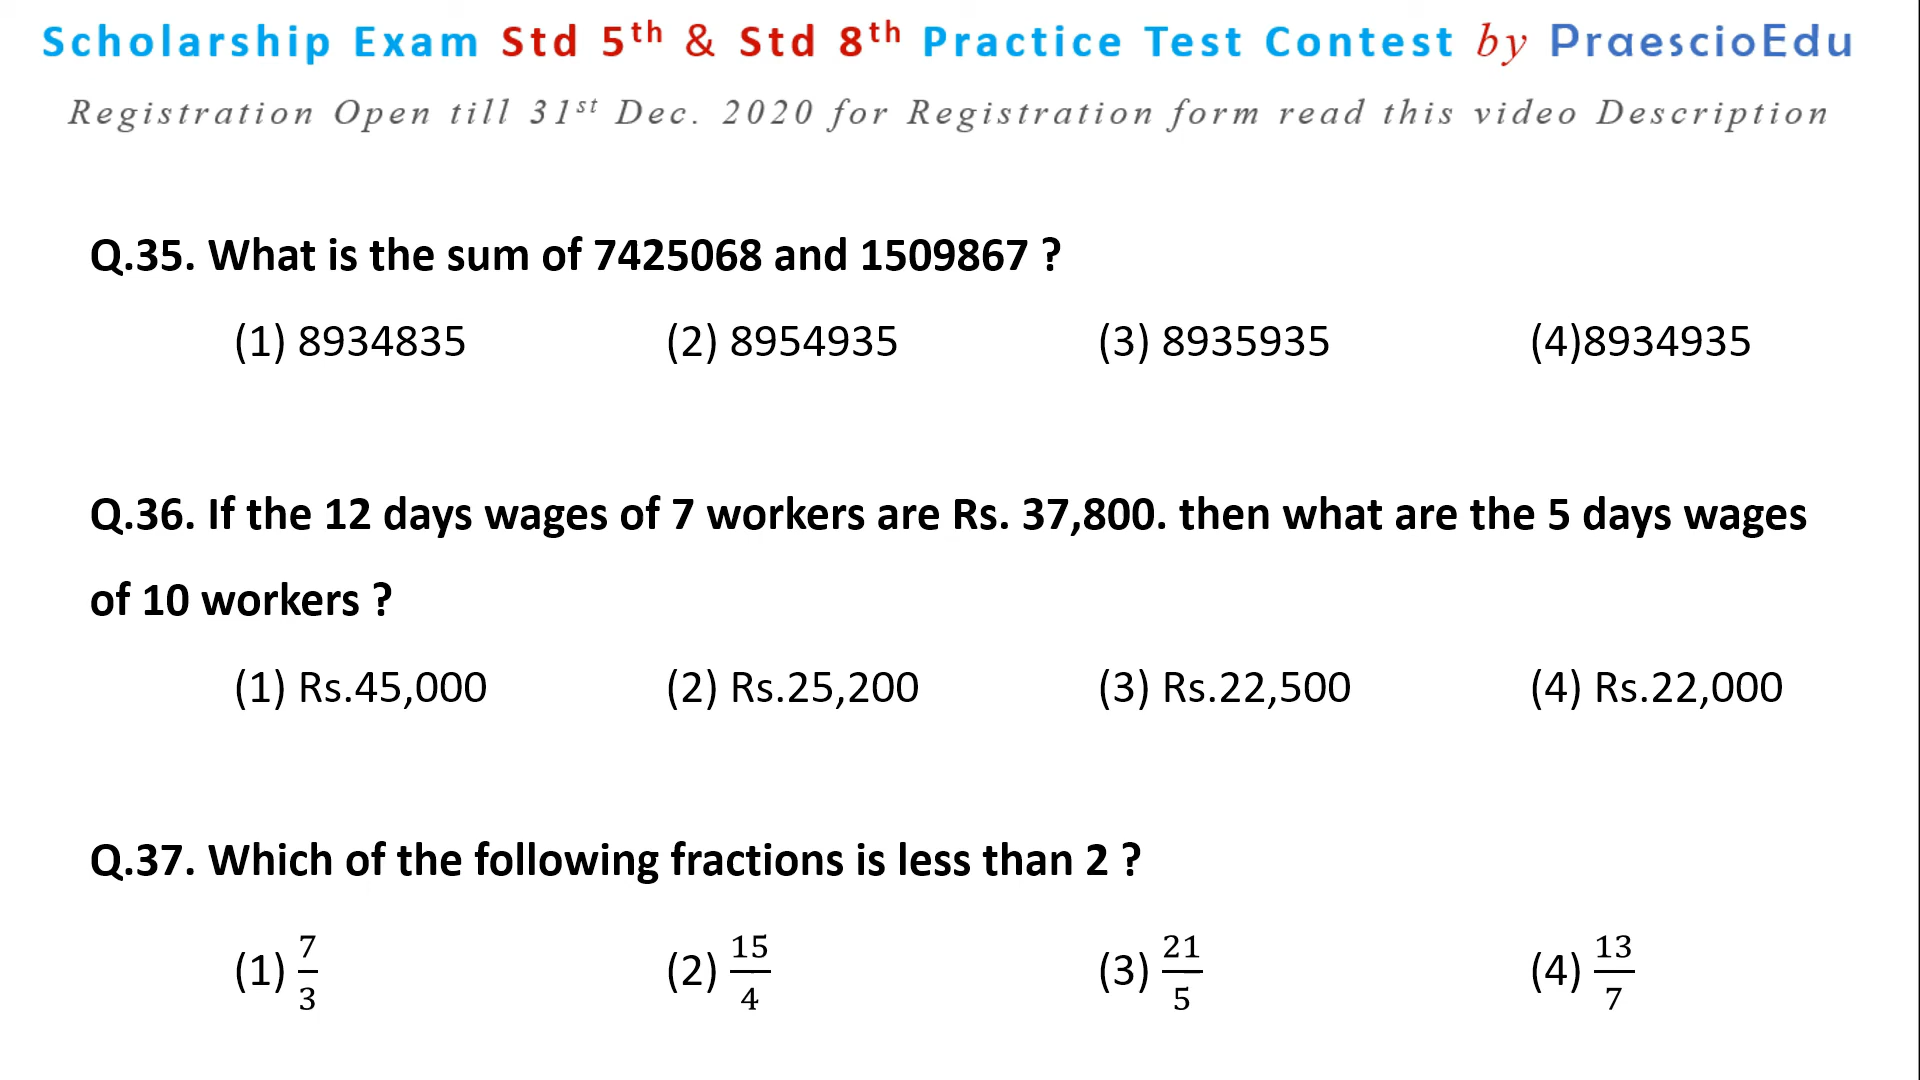 Scholarship Exam Std 5th & Std 8th Practice Test Contest by PraescioEdu
Registration Open till 31st Dec. 2020 for Registration form read this video Description
Q.35. What is the sum of 7425068 and 1509867 ?
(1) 8934835 (2) 8954935 (3) 8935935 (4)8934935
Q.36. If the 12 days wages of 7 workers are Rs. 37,800. then what are the 5 days wages
of 10 workers ?
(1) Rs.45,000 (2) Rs.25,200 (3) Rs.22,500 (4) Rs.22,000
Q.37. Which of the following fractions is less than 2 ?
(1) 7/3 (2) 15/4 (3) 21/5 (4) 13/7